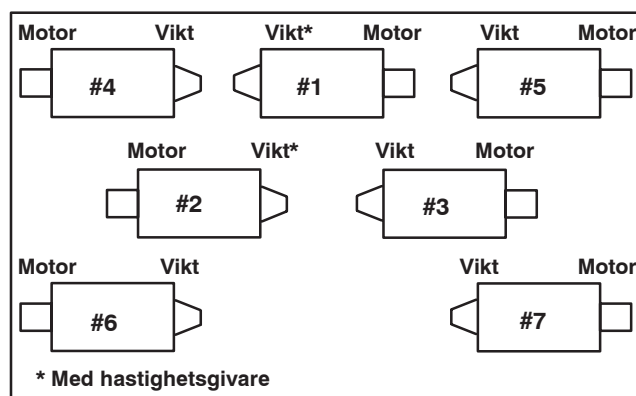 Motor Vikt Vikt* Motor Vikt Motor
#4 #1 #5
Motor Vikt* Vikt Motor
#2 #3
Motor Vikt Vikt Motor
#6 #7
* Med hastighetsgivare